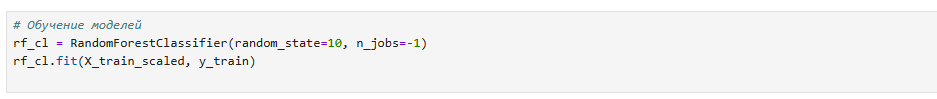 # Обучение моделей
rf_cl = RandomForestClassifier(random_state=10, n_jobs=-1)
rf_cl.fit(X_train_scaled, y_train)